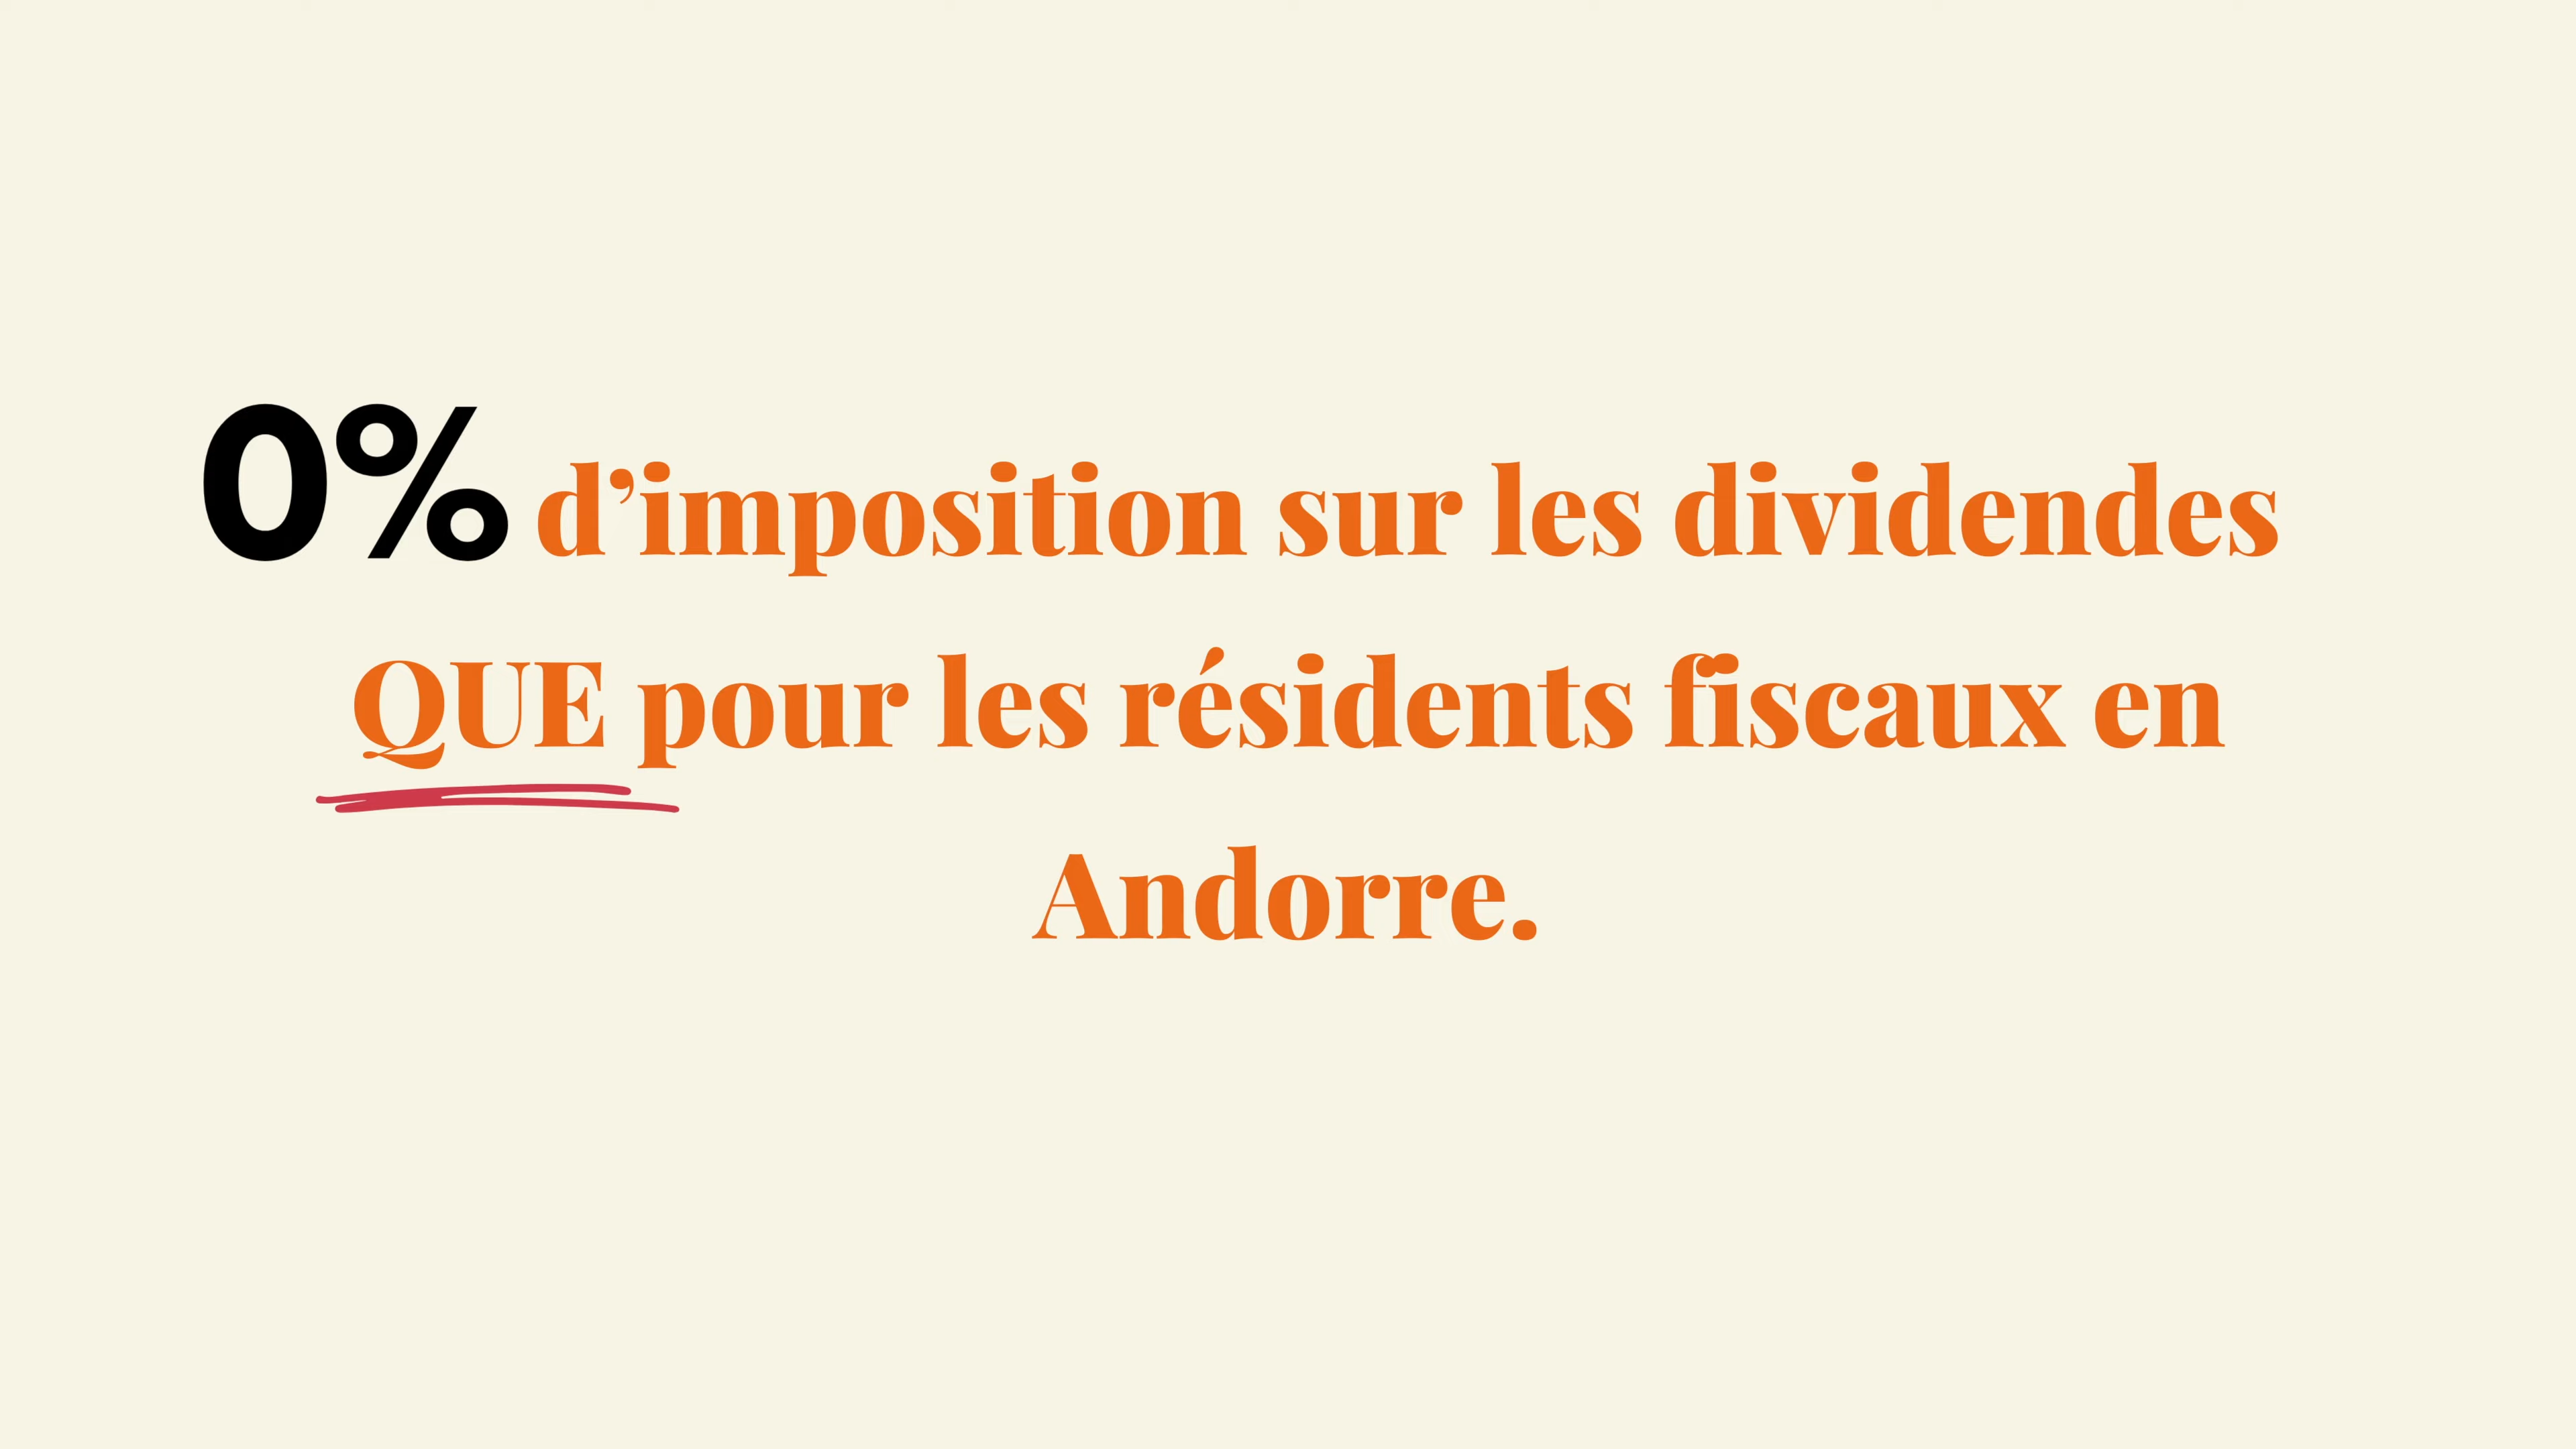 0% d’imposition sur les dividendes
QUE pour les résidents fiscaux en
Andorre.